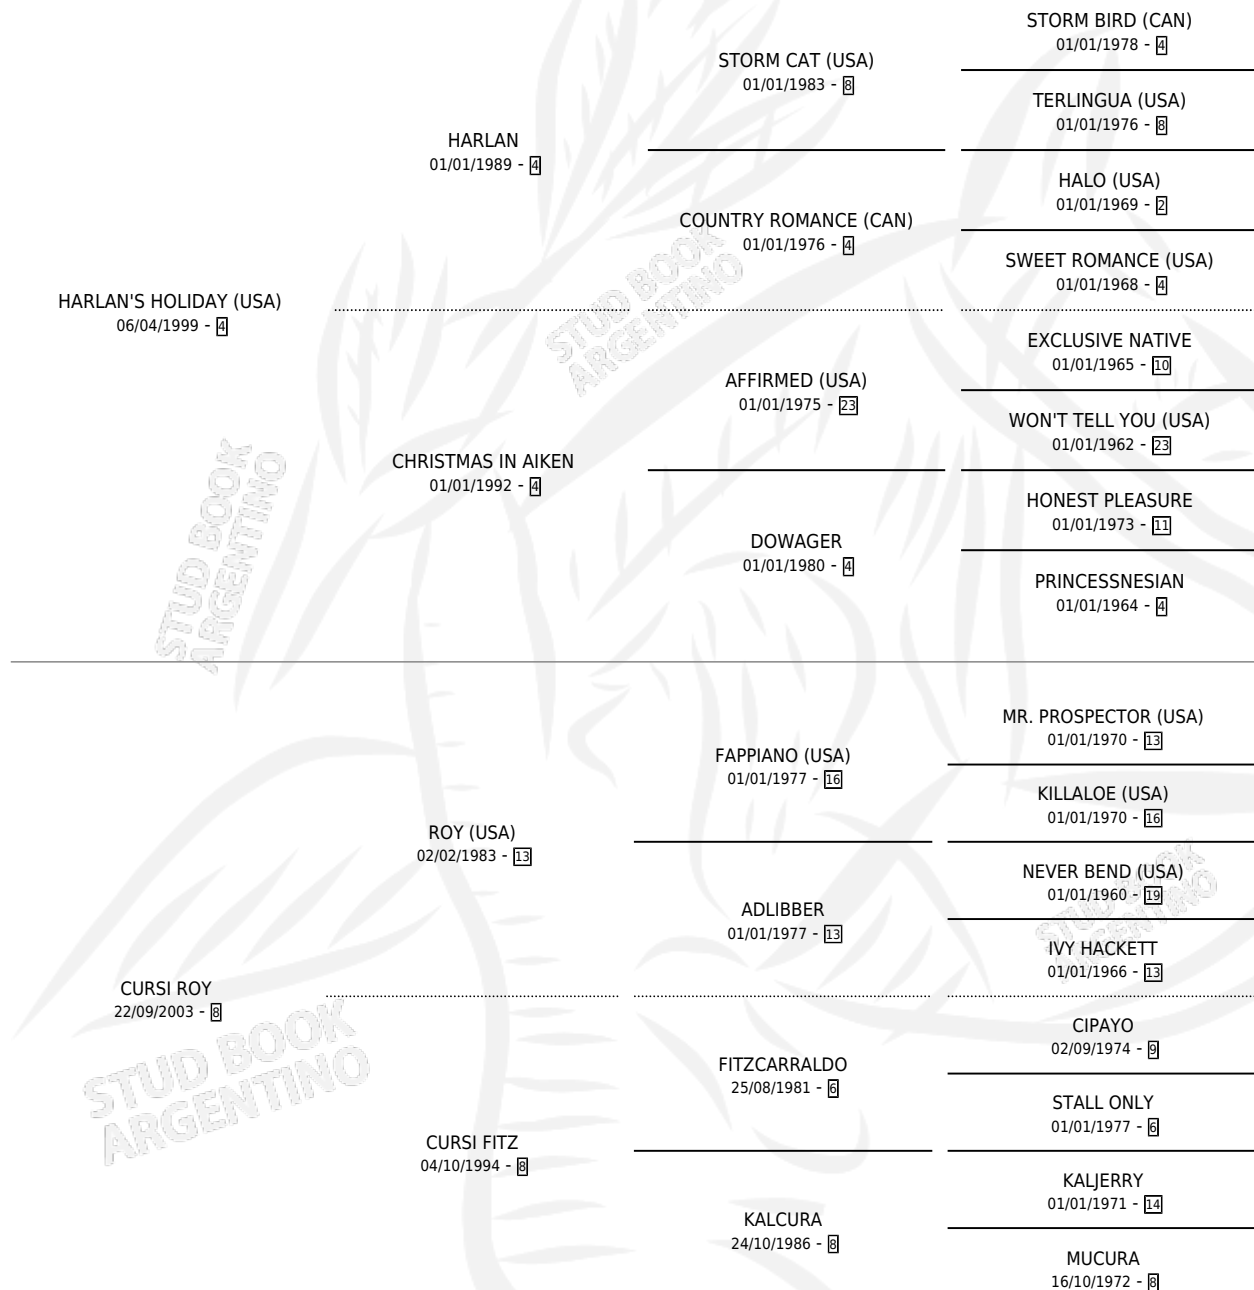 STORM BIRD (CAN)
01/01/1978 - 4
STORM CAT (USA)
01/01/1983 - 8
TERLINGUA (USA)
01/01/1976 - 8
HARLAN
01/01/1989 - 4
HALO (USA)
01/01/1969 - 2
COUNTRY ROMANCE (CAN)
01/01/1976 - 4
SWEET ROMANCE (USA)
01/01/1968 - 4
HARLAN'S HOLIDAY (USA)
06/04/1999 - 4
EXCLUSIVE NATIVE
01/01/1965 - 10
AFFIRMED (USA)
01/01/1975 - 23
WON'T TELL YOU (USA)
01/01/1962 - 23
CHRISTMAS IN AIKEN
01/01/1992 - 4
HONEST PLEASURE
01/01/1973 - 11
DOWAGER
01/01/1980 - 4
PRINCESSNESIAN
01/01/1964 - 4
MR. PROSPECTOR (USA)
01/01/1970 - 13
FAPPIANO (USA)
01/01/1977 - 16
KILLALOE (USA)
01/01/1970 - 16
ROY (USA)
02/02/1983 - 13
NEVER BEND (USA)
01/01/1960 - 19
ADLIBBER
01/01/1977 - 13
IVY HACKETT
01/01/1966 - 13
CURSI ROY
22/09/2003 - 8
CIPAYO
02/09/1974 - 9
FITZCARRALDO
25/08/1981 - 6
STALL ONLY
01/01/1977 - 6
CURSI FITZ
04/10/1994 - 8
KALJERRY
01/01/1971 - 14
KALCURA
24/10/1986 - 8
MUCURA
16/10/1972 - 8
STUD BOOK
ARGENTINO
STUD BOOK
ARGENTINO
STUD BOOK
ARGENTINO
STUD BOOK
ARGENTINO